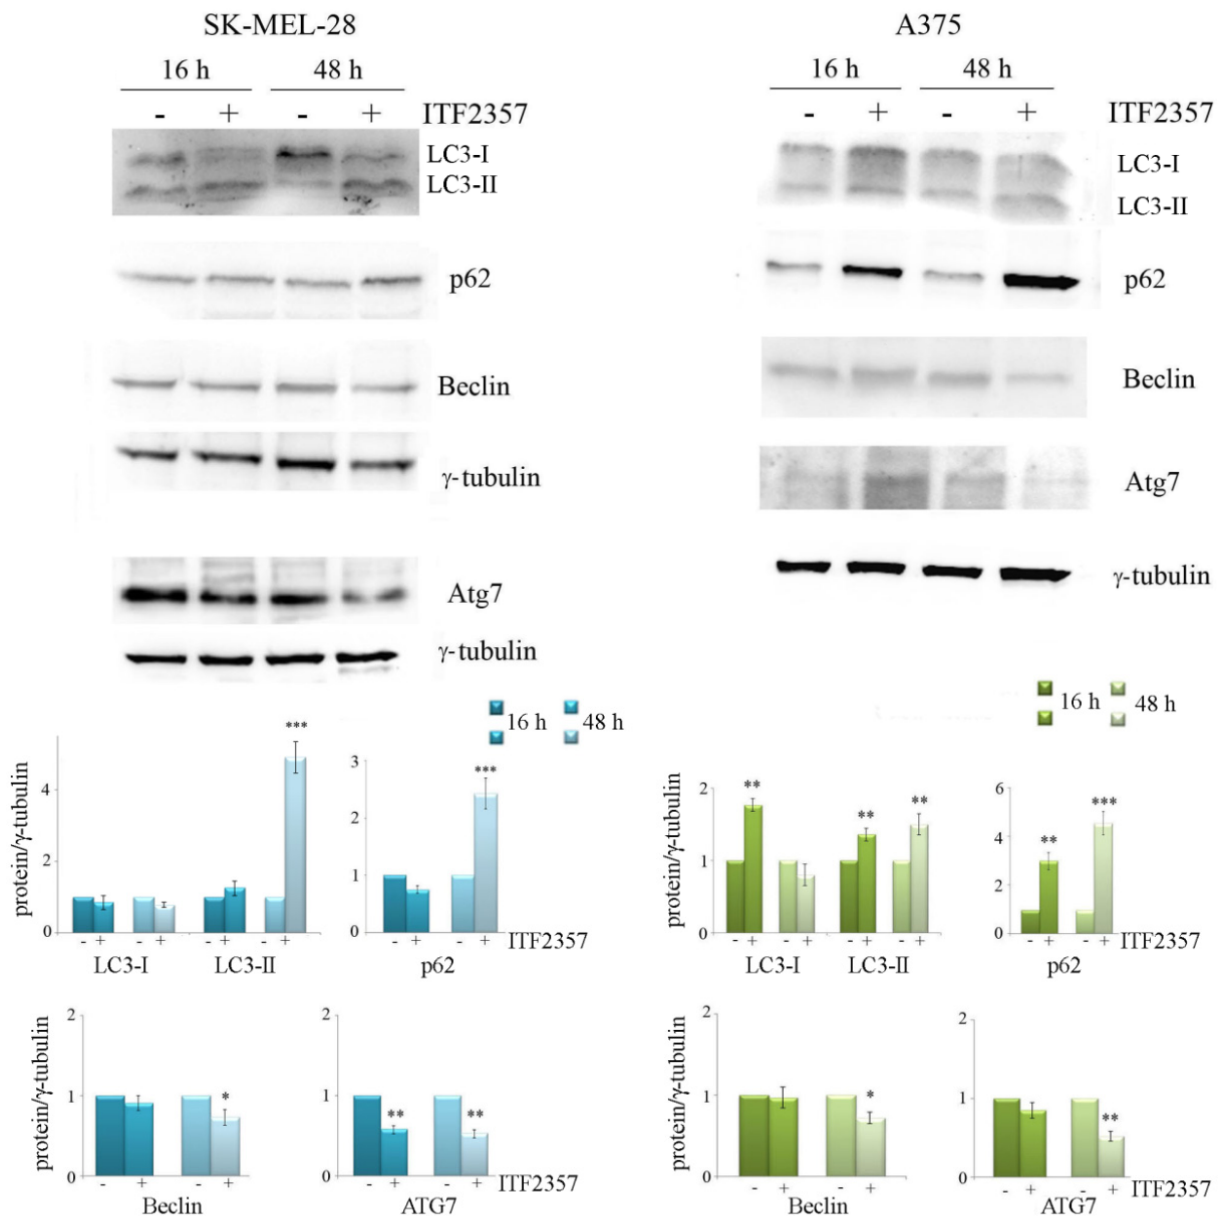 SK-MEL-28
16 h 48 h
- + - + ITF2357
LC3-I
LC3-II
p62
Beclin
γ-tubulin
Atg7
γ-tubulin
A375
16 h 48 h
- + - + ITF2357
LC3-I
LC3-II
p62
Beclin
Atg7
γ-tubulin
16 h 48 h
protein/γ-tubulin
4
2
0
***
- + - + - + - +
LC3-I LC3-II
3
2
1
0
***
- + - + ITF2357
p62
protein/γ-tubulin
2
1
0
*
- + - +
Beclin
2
1
0
** **
- + - + ITF2357
ATG7
16 h 48 h
protein/γ-tubulin
2
1
0
** ** **
- + - + - + - +
LC3-I LC3-II
6
4
2
0
** ***
- + - + ITF2357
p62
protein/γ-tubulin
2
1
0
*
- + - +
Beclin
2
1
0
**
- + - + ITF2357
ATG7